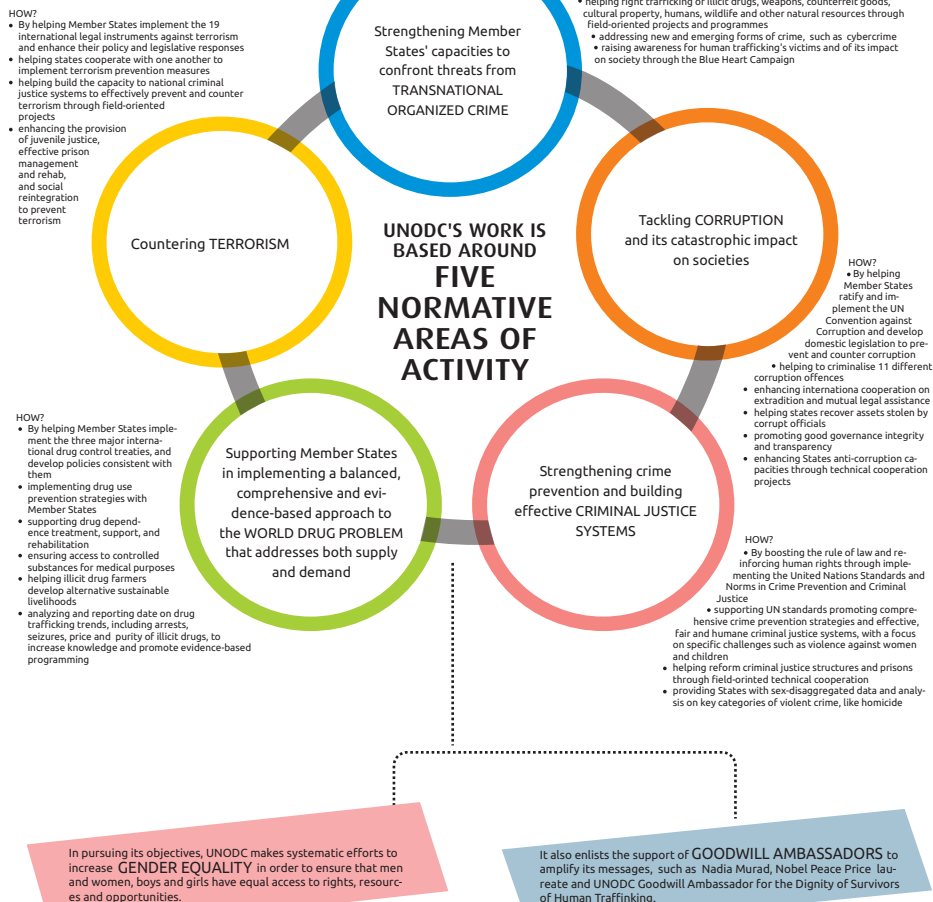 HOW?
• By helping Member States implement the 19
international legal instruments against terrorism
and enhance their policy and legislative responses
• helping states cooperate with one another to
implement terrorism prevention measures
• helping build the capacity to national criminal
justice systems to effectively prevent and counter
terrorism through field-oriented
projects
• enhancing the provision
of juvenile justice,
effective prison
management
and rehab,
and social
reintegration
to prevent
terrorism
Strengthening Member
States' capacities to
confront threats from
TRANSNATIONAL
ORGANIZED CRIME
• helping right trafficking of illicit drugs, weapons, counterfeit goods,
cultural property, humans, wildlife and other natural resources through
field-oriented projects and programmes
• addressing new and emerging forms of crime, such as cybercrime
• raising awareness for human trafficking's victims and of its impact
on society through the Blue Heart Campaign
Countering TERRORISM
UNODC'S WORK IS
BASED AROUND
FIVE
NORMATIVE
AREAS OF
ACTIVITY
Tackling CORRUPTION
and its catastrophic impact
on societies
HOW?
• By helping
Member States
ratify and im-
plement the UN
Convention against
Corruption and develop
domestic legislation to pre-
vent and counter corruption
• helping to criminalise 11 different
corruption offences
• enhancing internationa cooperation on
extradition and mutual legal assistance
• helping states recover assets stolen by
corrupt officials
• promoting good governance integrity
and transparency
• enhancing States anti-corruption ca-
pacities through technical cooperation
projects
HOW?
• By helping Member States imple-
ment the three major interna-
tional drug control treaties, and
develop policies consistent with
them
• implementing drug use
prevention strategies with
Member States
• supporting drug depend-
ence treatment, support, and
rehabilitation
• ensuring access to controlled
substances for medical purposes
• helping illicit drug farmers
develop alternative sustainable
livelihoods
• analyzing and reporting date on drug
trafficking trends, including arrests,
seizures, price and purity of illicit drugs, to
increase knowledge and promote evidence-based
programming
Supporting Member States
in implementing a balanced,
comprehensive and evi-
dence-based approach to
the WORLD DRUG PROBLEM
that addresses both supply
and demand
Strengthening crime
prevention and building
effective CRIMINAL JUSTICE
SYSTEMS
HOW?
• By boosting the rule of law and re-
inforcing human rights through imple-
menting the United Nations Standards and
Norms in Crime Prevention and Criminal
Justice
• supporting UN standards promoting compre-
hensive crime prevention strategies and effective,
fair and humane criminal justice systems, with a focus
on specific challenges such as violence against women
and children
• helping reform criminal justice structures and prisons
through field-orinted technical cooperation
• providing States with sex-disaggregated data and analy-
sis on key categories of violent crime, like homicide
In pursuing its objectives, UNODC makes systematic efforts to
increase GENDER EQUALITY in order to ensure that men
and women, boys and girls have equal access to rights, resourc-
es and opportunities.
It also enlists the support of GOODWILL AMBASSADORS to
amplify its messages, such as Nadia Murad, Nobel Peace Price lau-
reate and UNODC Goodwill Ambassador for the Dignity of Survivors
of Human Traffinking.